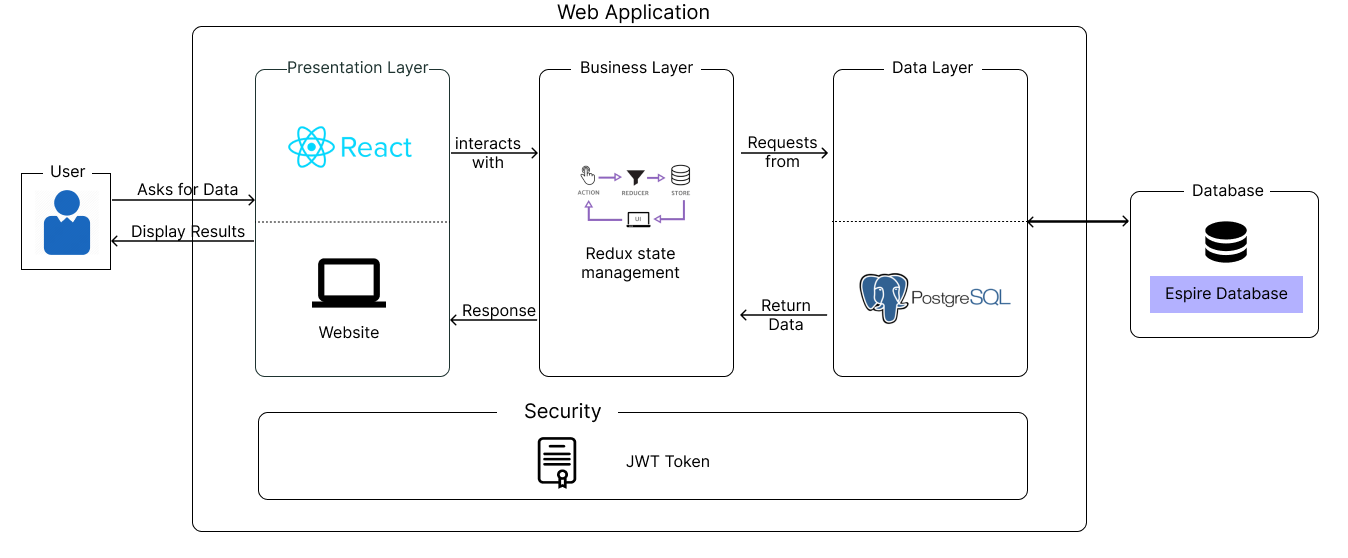 Web Application
Presentation Layer
Business Layer
Data Layer
React
interacts
with
Requests
from
User
Asks for Data
Display Results
ACTION
REDUCER
STORE
UI
Redux state
management
Database
Espire Database
PostgreSQL
Website
Response
Return
Data
Security
JWT Token